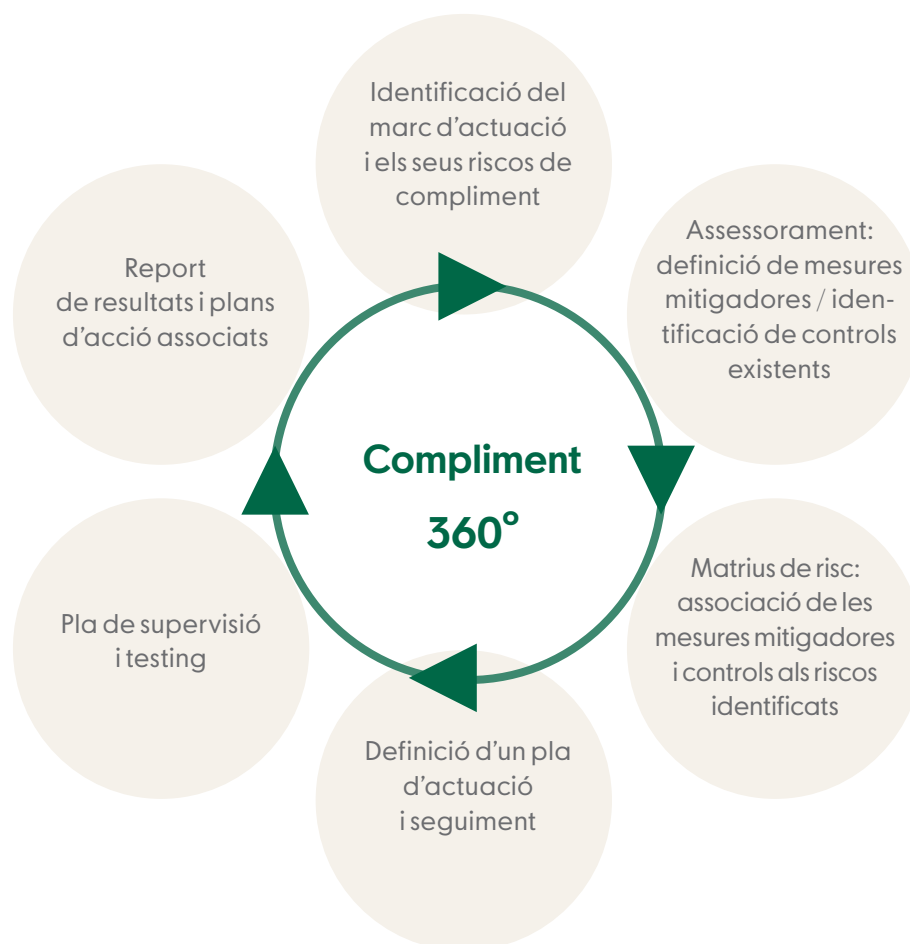 Identificació del
marc d'actuació
i els seus riscos de
compliment
Assessorament:
definició de mesures
mitigadores / iden-
tificació de controls
existents
Matrius de risc:
associació de les
mesures mitigadores
i controls als riscos
identificats
Definició d'un pla
d'actuació
i seguiment
Pla de supervisió
i testing
Report
de resultats i plans
d'acció associats
Compliment
360°